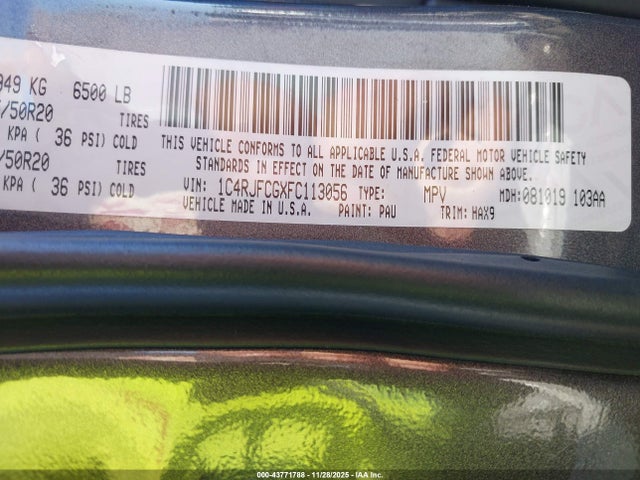 949 KG 6500 LB
/50R20 TIRES
KPA ( 36 PSI) COLD
/50R20 TIRES
KPA ( 36 PSI) COLD
THIS VEHICLE CONFORMS TO ALL APPLICABLE U.S.A. FEDERAL MOTOR VEHICLE SAFETY
STANDARDS IN EFFECT ON THE DATE OF MANUFACTURE SHOWN ABOVE.
VIN: 1C4RJFCGXFC113056 TYPE: MPV MDH:081019 103AA
VEHICLE MADE IN U.S.A. PAINT: PAU TRIM: HAX9
000-43771788 - 11/28/2025 - IAA Inc.